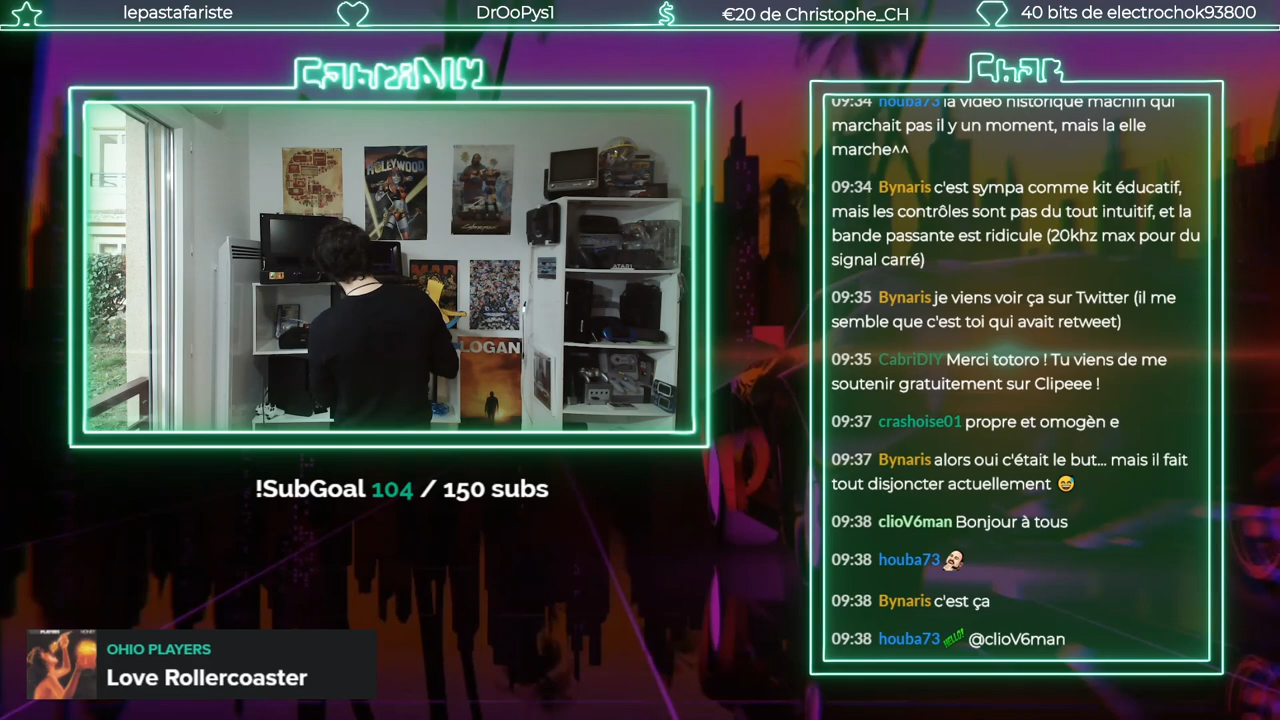 lepastafariste
DrOoPys1
€20 de Christophe_CH
40 bits de electrochok93800
CabriDIY
Chat
HOLLYWOOD
LOGAN
ATARI
09:34 houba73 la vidéo historique machin qui
marchait pas il y un moment, mais la elle
marche^^
09:34 Bynaris c'est sympa comme kit éducatif,
mais les contrôles sont pas du tout intuitif, et la
bande passante est ridicule (20khz max pour du
signal carré)
09:35 Bynaris je viens voir ça sur Twitter (il me
semble que c'est toi qui avait retweet)
09:35 CabriDIY Merci totoro ! Tu viens de me
soutenir gratuitement sur Clipeee !
09:37 crashoise01 propre et omogèn e
09:37 Bynaris alors oui c'était le but... mais il fait
tout disjoncter actuellement 😅
09:38 clioV6man Bonjour à tous
09:38 houba73
09:38 Bynaris c'est ça
09:38 houba73 HELLO! @clioV6man
!SubGoal 104 / 150 subs
OHIO PLAYERS
Love Rollercoaster